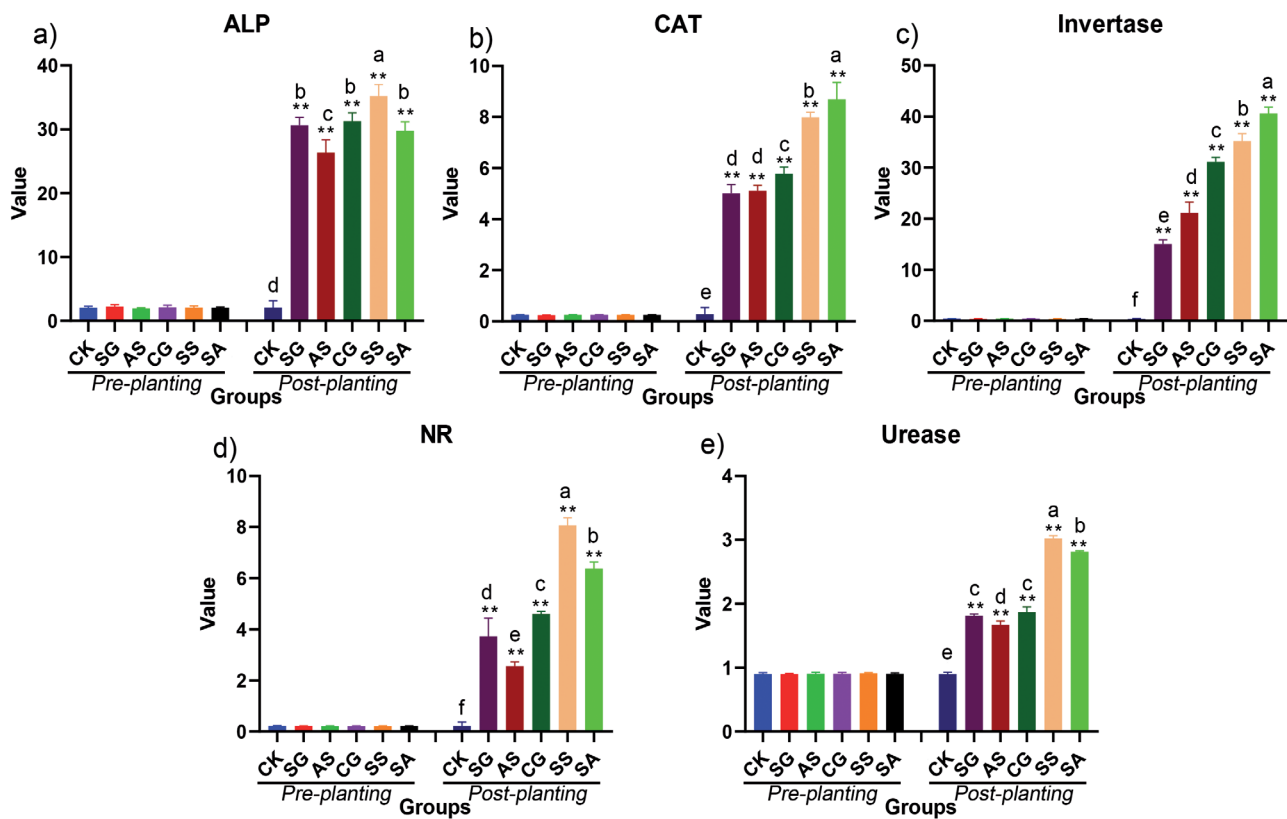 a)
ALP
Value
40
30
20
10
0
d
b
**
c
**
b
**
a
**
b
**
CK SG AS CG SS SA CK SG AS CG SS SA
Pre-planting Post-planting
Groups
b)
CAT
Value
10
8
6
4
2
0
e
d
**
d
**
c
**
b
**
a
**
CK SG AS CG SS SA CK SG AS CG SS SA
Pre-planting Post-planting
Groups
c)
Invertase
Value
50
40
30
20
10
0
f
e
**
d
**
c
**
b
**
a
**
CK SG AS CG SS SA CK SG AS CG SS SA
Pre-planting Post-planting
Groups
d)
NR
Value
10
8
6
4
2
0
f
d
**
e
**
c
**
a
**
b
**
CK SG AS CG SS SA CK SG AS CG SS SA
Pre-planting Post-planting
Groups
e)
Urease
Value
4
3
2
1
0
e
c
**
d
**
c
**
a
**
b
**
CK SG AS CG SS SA CK SG AS CG SS SA
Pre-planting Post-planting
Groups